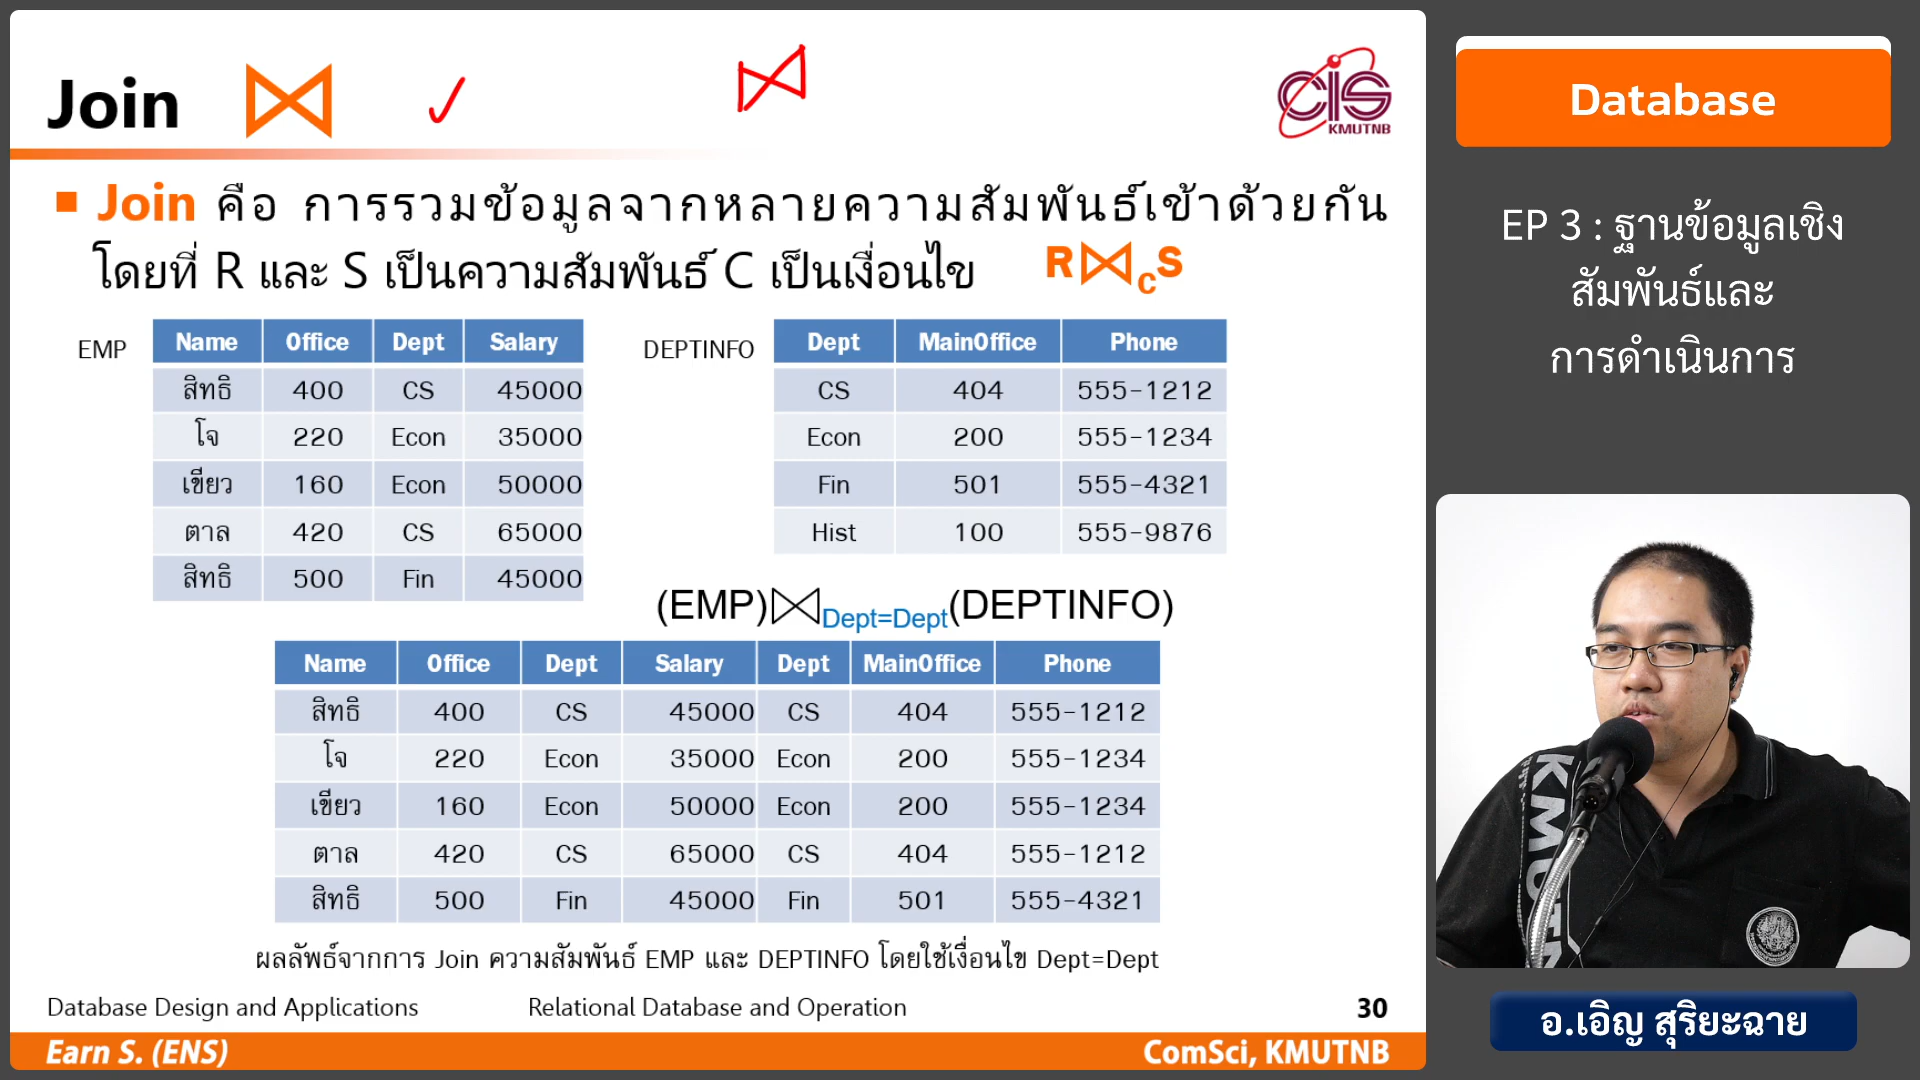 Join ⋈
CIS
KMUTNB
Join คือ การรวมข้อมูลจากหลายความสัมพันธ์เข้าด้วยกัน
โดยที่ R และ S เป็นความสัมพันธ์ C เป็นเงื่อนไข R⋈cS
EMP
Name Office Dept Salary
สิทธิ 400 CS 45000
โจ 220 Econ 35000
เขียว 160 Econ 50000
ตาล 420 CS 65000
สิทธิ 500 Fin 45000
DEPTINFO
Dept MainOffice Phone
CS 404 555-1212
Econ 200 555-1234
Fin 501 555-4321
Hist 100 555-9876
(EMP)⋈Dept=Dept(DEPTINFO)
Name Office Dept Salary Dept MainOffice Phone
สิทธิ 400 CS 45000 CS 404 555-1212
โจ 220 Econ 35000 Econ 200 555-1234
เขียว 160 Econ 50000 Econ 200 555-1234
ตาล 420 CS 65000 CS 404 555-1212
สิทธิ 500 Fin 45000 Fin 501 555-4321
ผลลัพธ์จากการ Join ความสัมพันธ์ EMP และ DEPTINFO โดยใช้เงื่อนไข Dept=Dept
Database Design and Applications Relational Database and Operation 30
Earn S. (ENS) ComSci, KMUTNB
Database
EP 3 : ฐานข้อมูลเชิง
สัมพันธ์และ
การดำเนินการ
KMUTNB
อ.เอิญ สุริยะฉาย